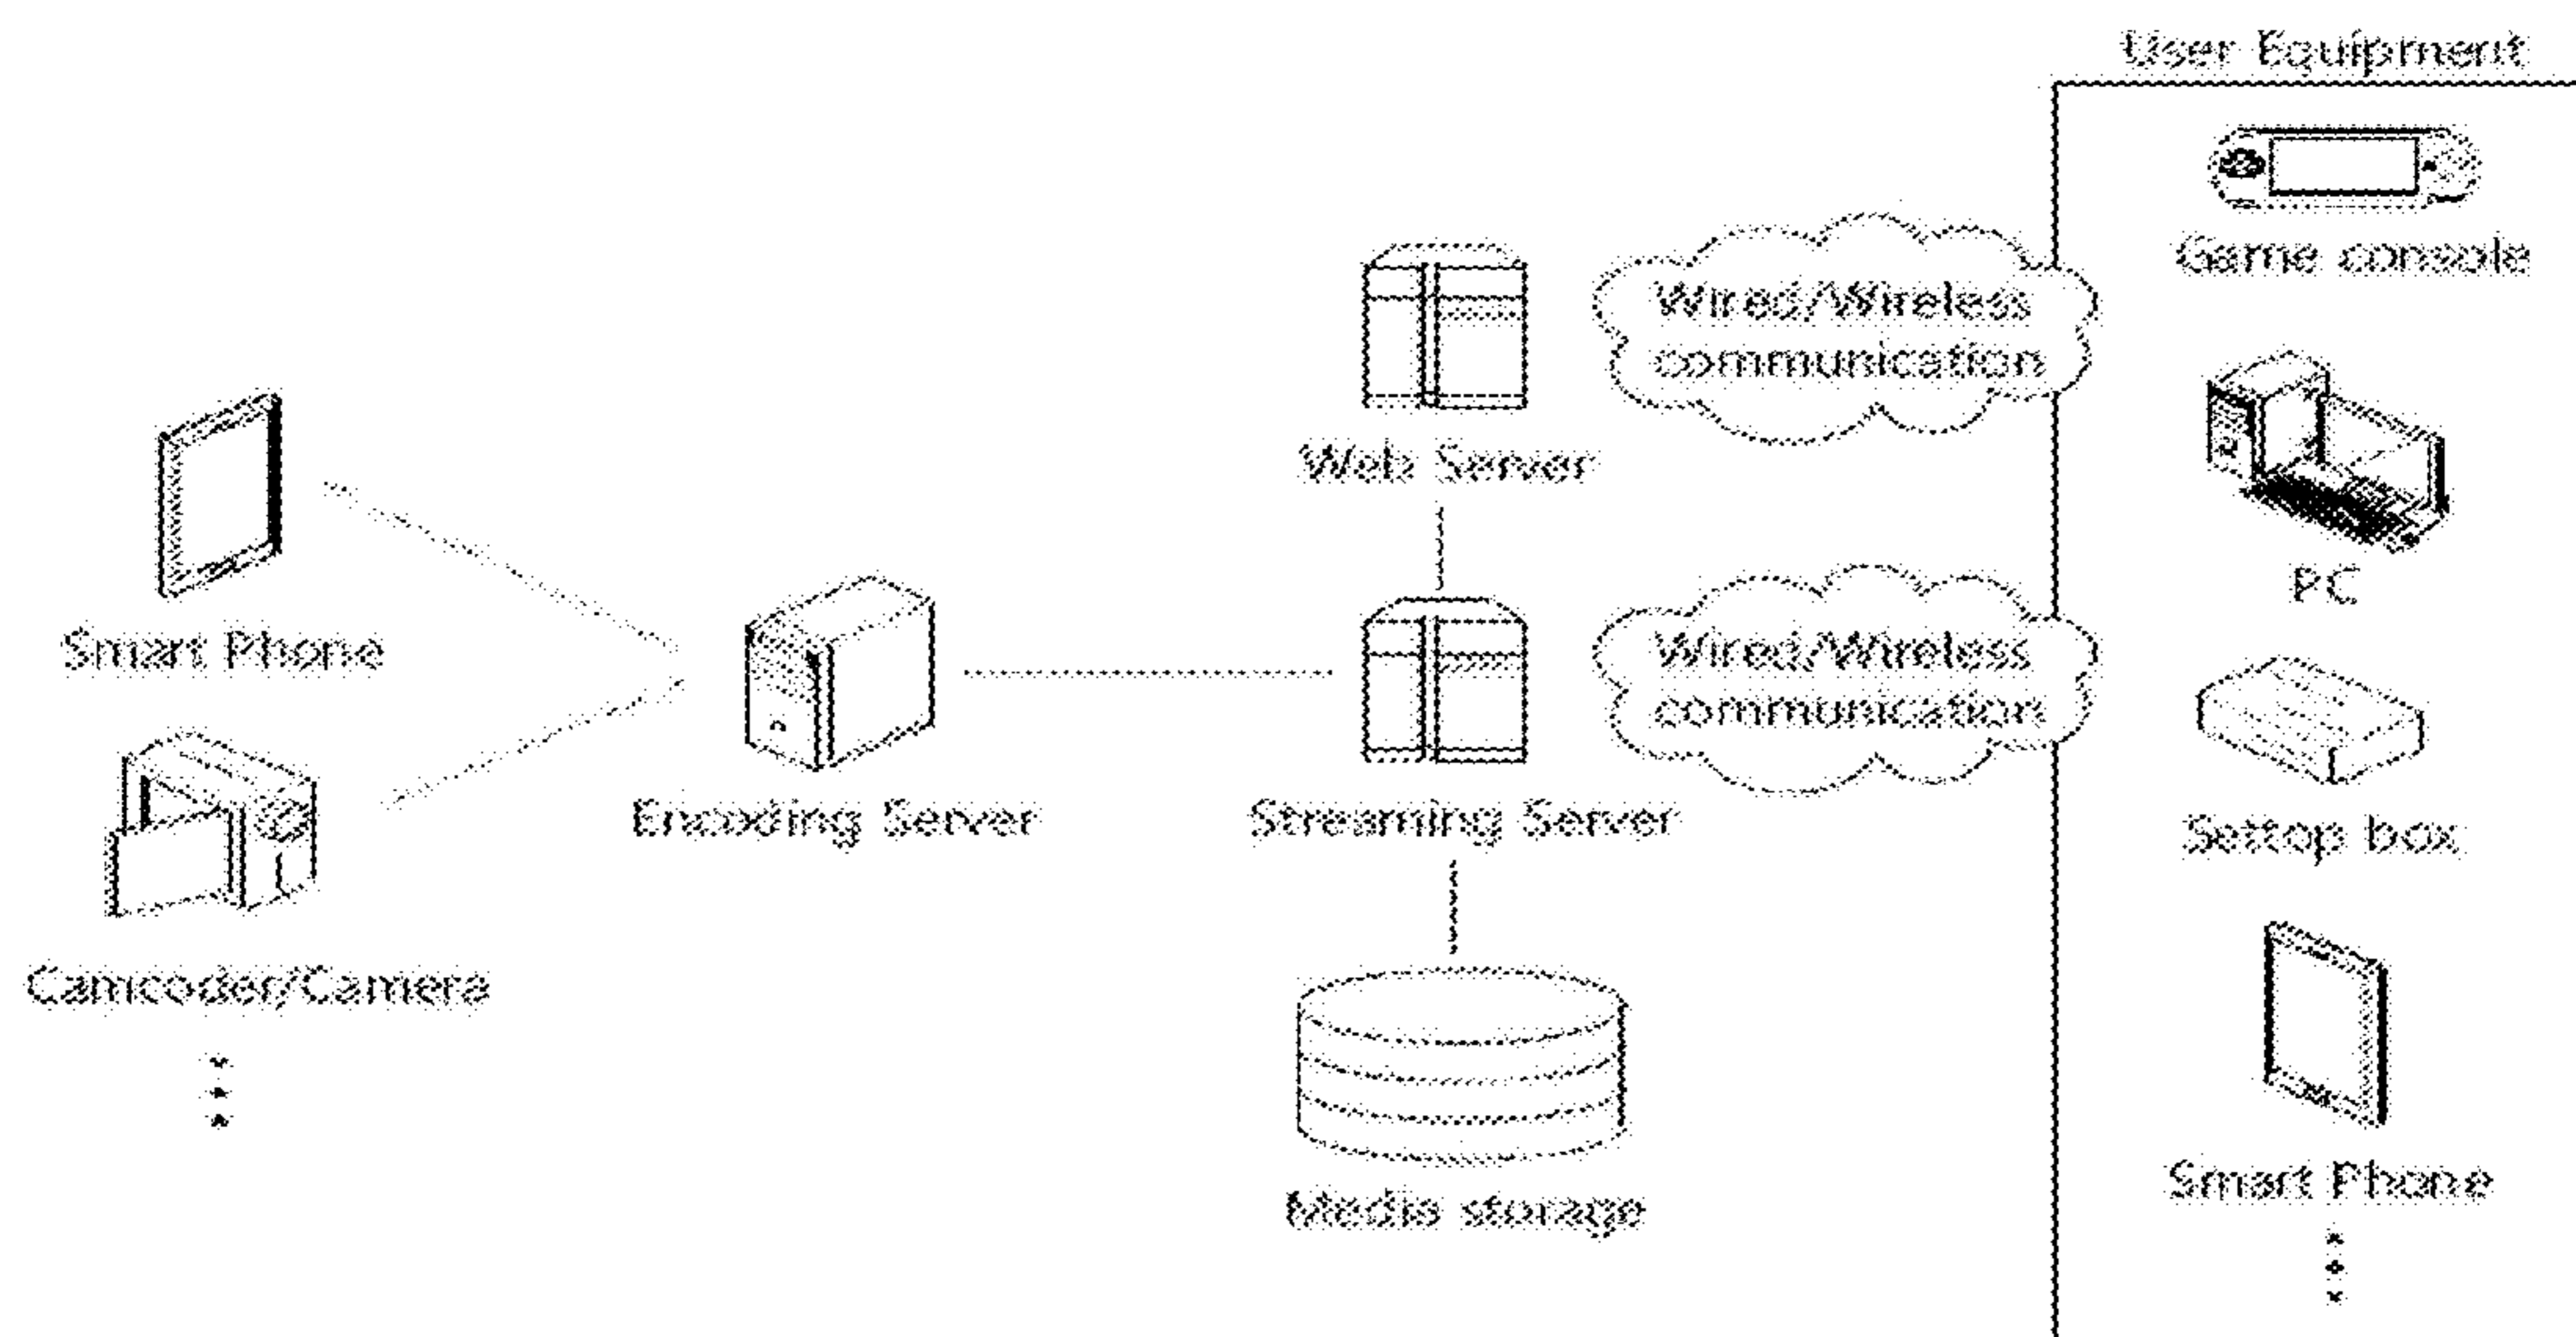 User Equipment
Game console
Wired/Wireless
communication
Web Server
PC
Smart Phone
Encoding Server
Wired/Wireless
communication
Streaming Server
Settop box
Camcoder/Camera
Media storage
Smart Phone